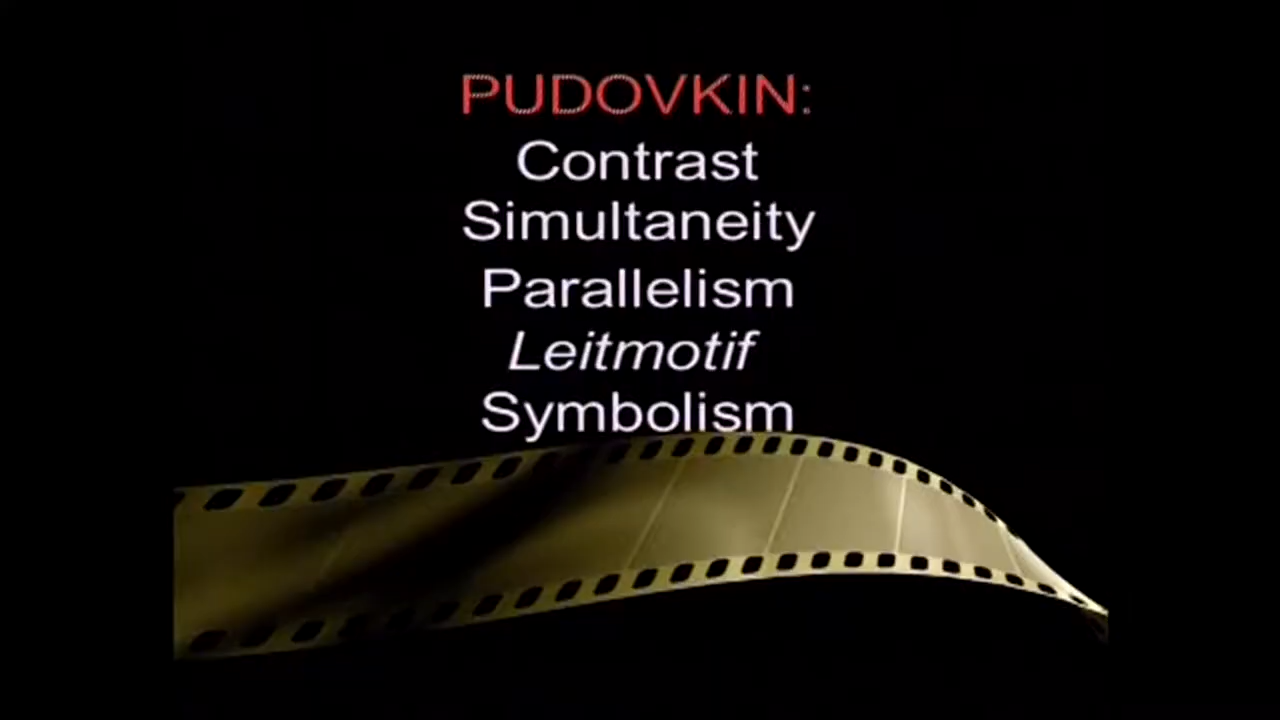 PUDOVKIN:
Contrast
Simultaneity
Parallelism
Leitmotif
Symbolism